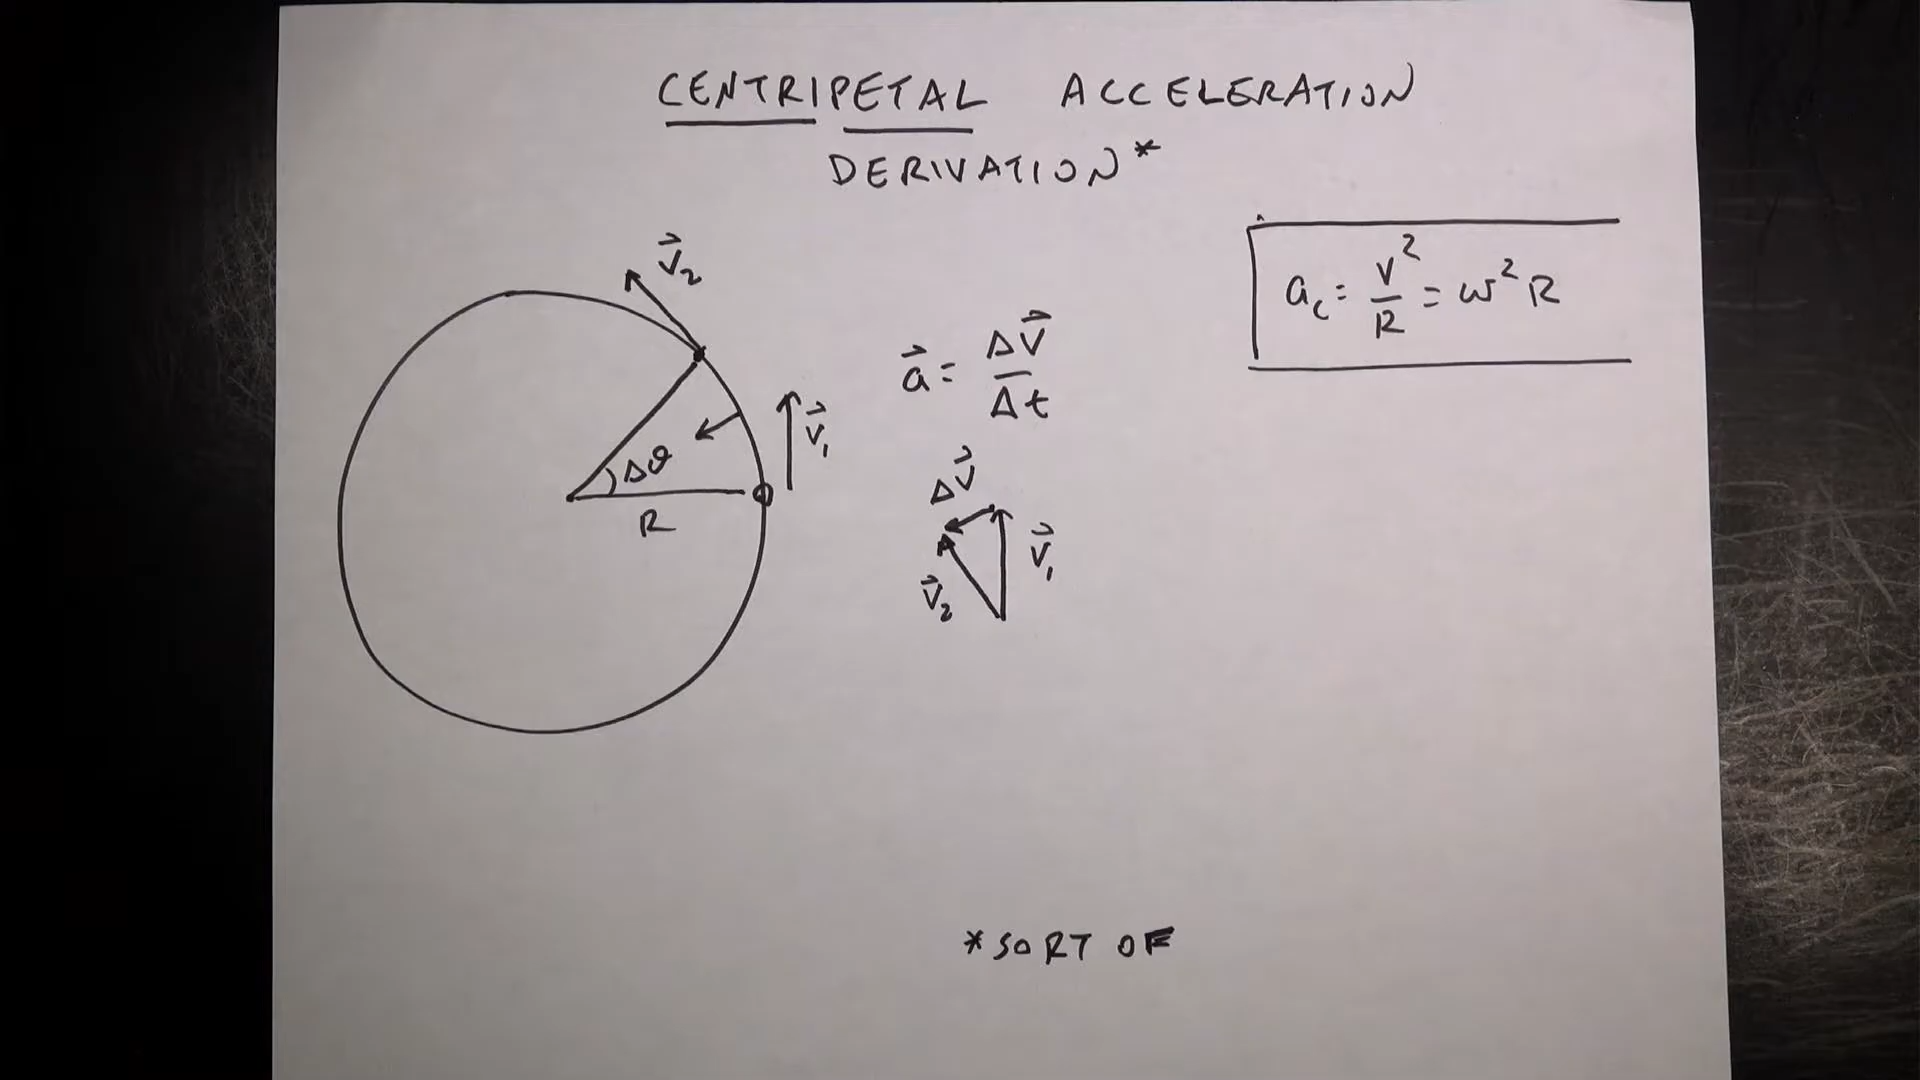 CENTRIPETAL ACCELERATION
DERIVATION*
V⃗₂
a⃗ = ΔV⃗/Δt
a_c = v²/R = ω²R
V⃗₁
Δθ
R
ΔV⃗
V⃗₁
V⃗₂
*SORT OF